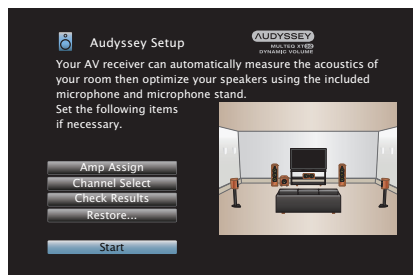 Audyssey Setup
AUDYSSEY
MULTEQ XT32
DYNAMIC VOLUME
Your AV receiver can automatically measure the acoustics of
your room then optimize your speakers using the included
microphone and microphone stand.
Set the following items
if necessary.
Amp Assign
Channel Select
Check Results
Restore...
Start